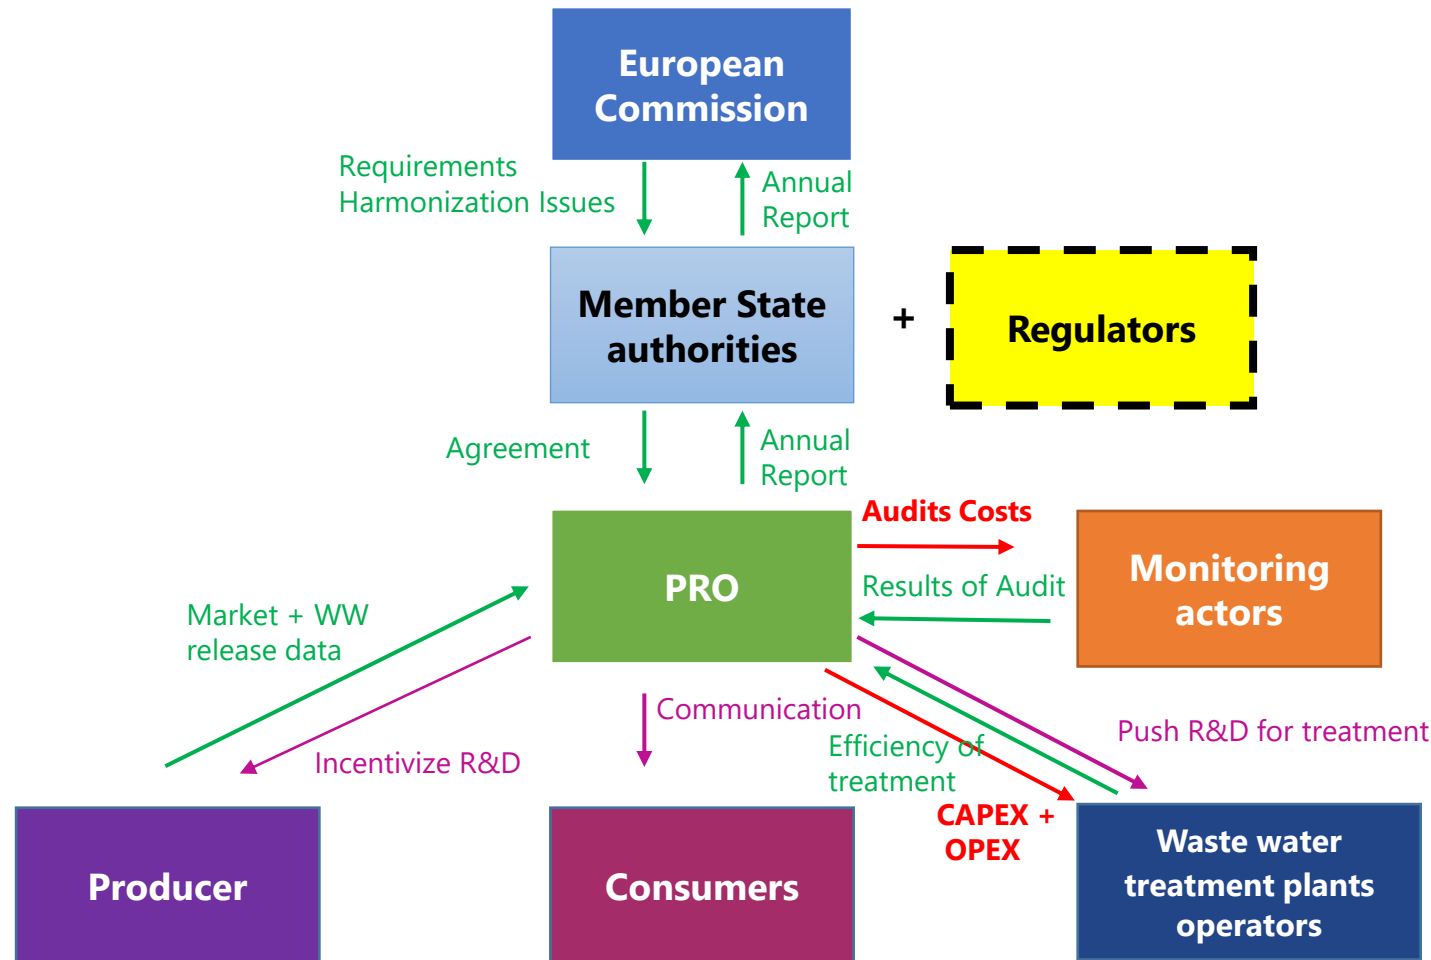 European
Commission
Requirements
Harmonization Issues
Annual
Report
Member State
authorities
+
Regulators
Agreement
Annual
Report
Audits Costs
PRO
Monitoring
actors
Results of Audit
Market + WW
release data
Communication
Push R&D for treatment
Efficiency of
treatment
Incentivize R&D
CAPEX +
OPEX
Producer
Consumers
Waste water
treatment plants
operators